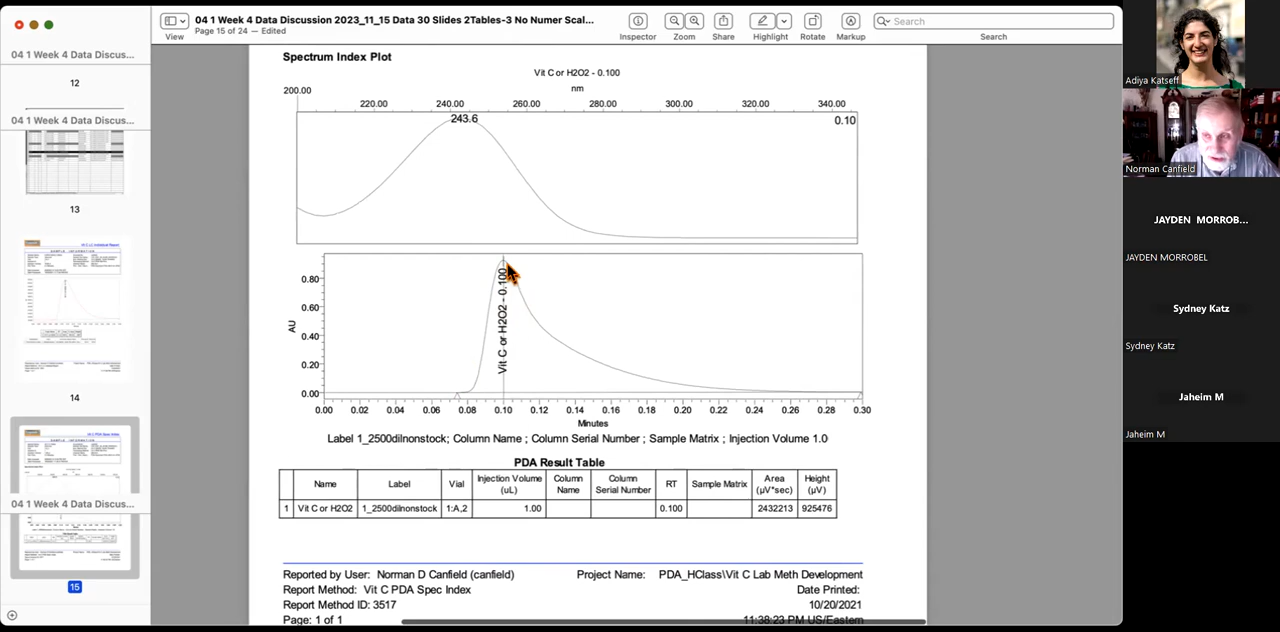 04 1 Week 4 Data Discussion 2023_11_15 Data 30 Slides 2Tables-3 No Numer Scal...
Page 15 of 24 — Edited
View
Inspector
Zoom
Share
Highlight
Rotate
Markup
Search
Search
04 1 Week 4 Data Discus...
12
04 1 Week 4 Data Discus...
13
14
04 1 Week 4 Data Discus...
15
Spectrum Index Plot
Vit C or H2O2 - 0.100
nm
200.00 220.00 240.00 260.00 280.00 300.00 320.00 340.00
243.6
0.10
AU
0.80
0.60
0.40
0.20
0.00
Vit C or H2O2 - 0.100
0.00 0.02 0.04 0.06 0.08 0.10 0.12 0.14 0.16 0.18 0.20 0.22 0.24 0.26 0.28 0.30
Minutes
Label 1_2500dilnonstock; Column Name ; Column Serial Number ; Sample Matrix ; Injection Volume 1.0
PDA Result Table
Name Label Vial Injection Volume (uL) Column Name Column Serial Number RT Sample Matrix Area (µV*sec) Height (µV)
1 Vit C or H2O2 1_2500dilnonstock 1:A,2 1.00 0.100 2432213 925476
Reported by User: Norman D Canfield (canfield)
Report Method: Vit C PDA Spec Index
Report Method ID: 3517
Page: 1 of 1
Project Name: PDA_HClass\Vit C Lab Meth Development
Date Printed:
10/20/2021
11:38:23 PM US/Eastern
Adiya Katseff
Norman Canfield
JAYDEN MORROB...
JAYDEN MORROBEL
Sydney Katz
Sydney Katz
Jaheim M
Jaheim M